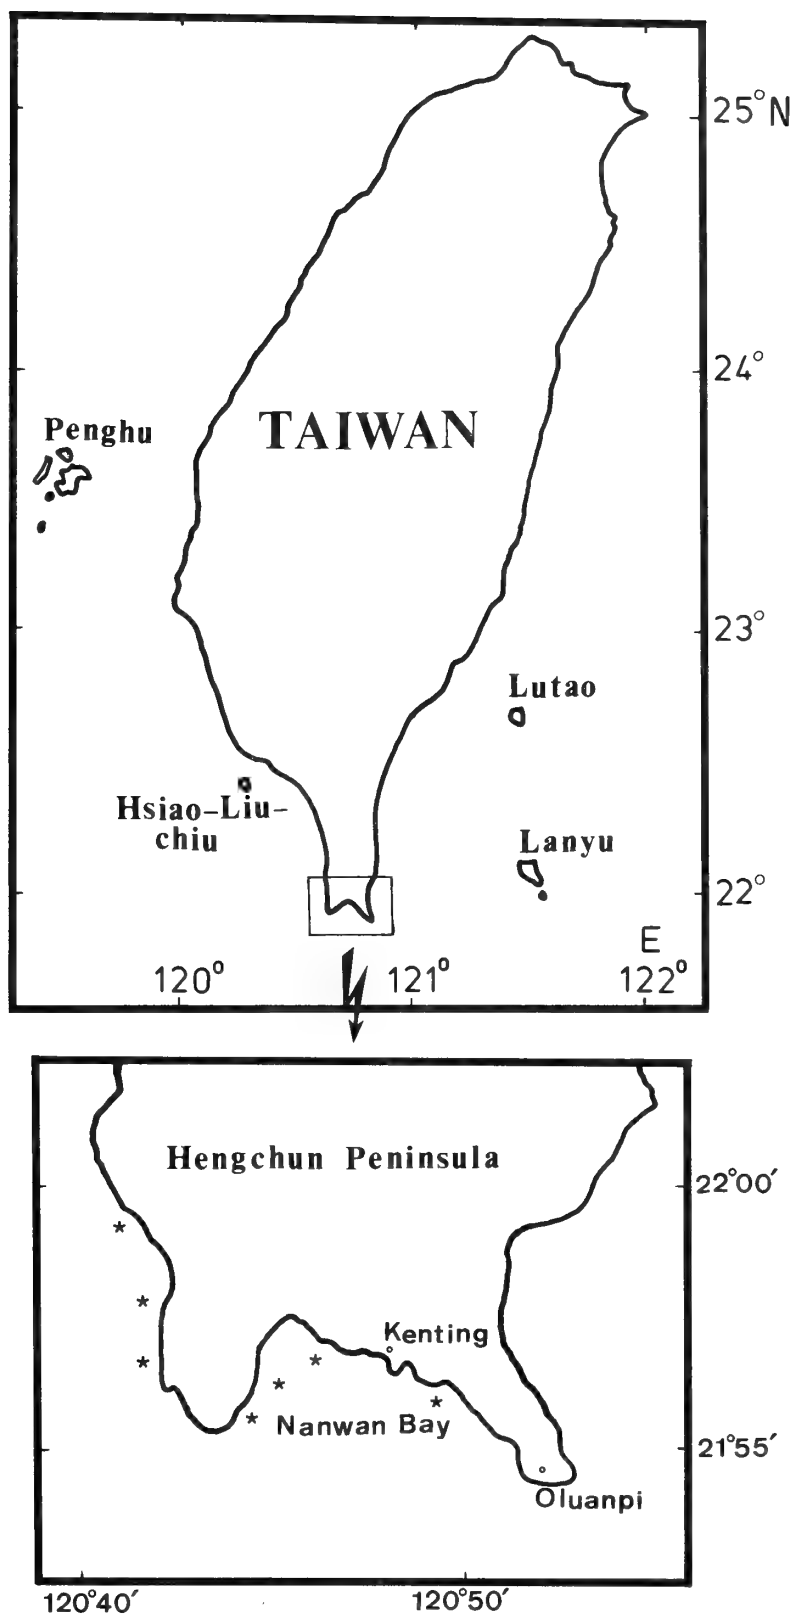 25°N
24°
Penghu
TAIWAN
23°
Lutao
Hsiao-Liu-
chiu
Lanyu
22°
E
120° 121° 122°
Hengchun Peninsula
22°00′
*
*
Kenting
*
*
*
*
*
Nanwan Bay
21°55′
Oluanpi
120°40′ 120°50′